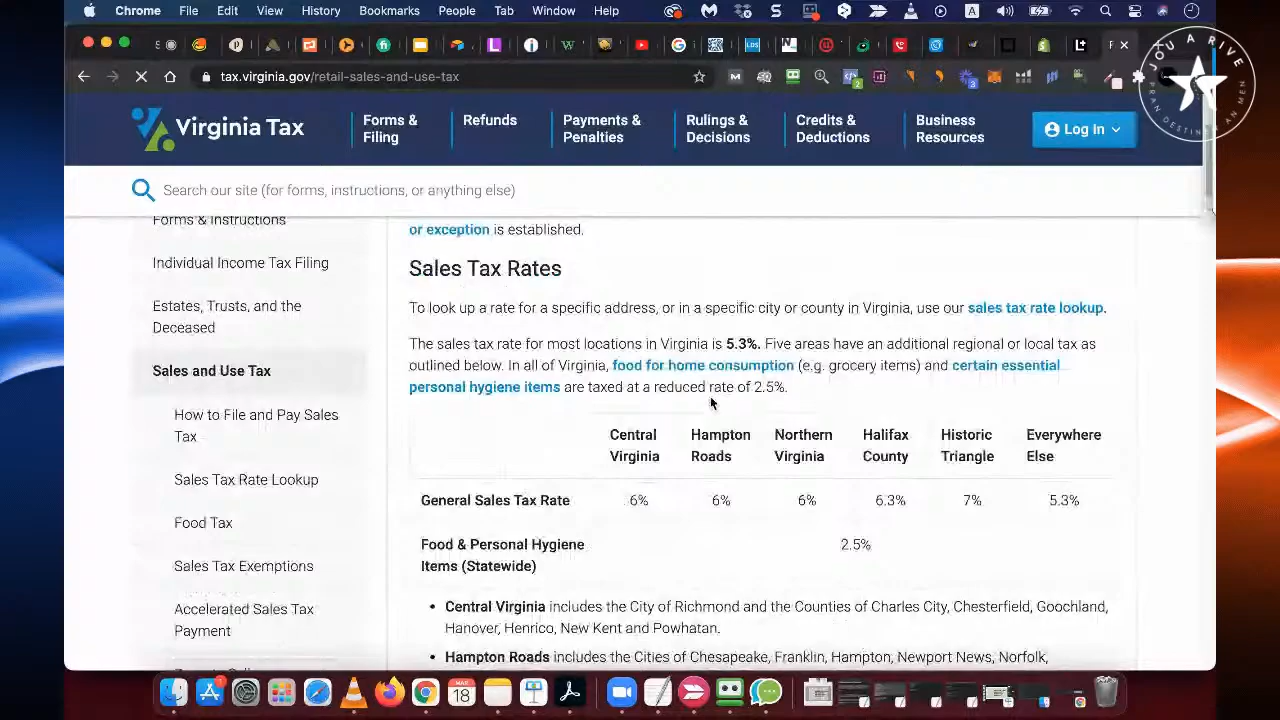 Chrome File Edit View History Bookmarks People Tab Window Help
tax.virginia.gov/retail-sales-and-use-tax
YOU ARIVE
PRAN DESTIN AN MEN
Virginia Tax
Forms &
Filing
Refunds
Payments &
Penalties
Rulings &
Decisions
Credits &
Deductions
Business
Resources
Log In
Search our site (for forms, instructions, or anything else)
Forms & Instructions
Individual Income Tax Filing
Estates, Trusts, and the
Deceased
Sales and Use Tax
How to File and Pay Sales
Tax
Sales Tax Rate Lookup
Food Tax
Sales Tax Exemptions
Accelerated Sales Tax
Payment
or exception is established.
Sales Tax Rates
To look up a rate for a specific address, or in a specific city or county in Virginia, use our sales tax rate lookup.
The sales tax rate for most locations in Virginia is 5.3%. Five areas have an additional regional or local tax as
outlined below. In all of Virginia, food for home consumption (e.g. grocery items) and certain essential
personal hygiene items are taxed at a reduced rate of 2.5%.
Central
Virginia
Hampton
Roads
Northern
Virginia
Halifax
County
Historic
Triangle
Everywhere
Else
General Sales Tax Rate 6% 6% 6% 6.3% 7% 5.3%
Food & Personal Hygiene
Items (Statewide)
2.5%
• Central Virginia includes the City of Richmond and the Counties of Charles City, Chesterfield, Goochland,
Hanover, Henrico, New Kent and Powhatan.
• Hampton Roads includes the Cities of Chesapeake, Franklin, Hampton, Newport News, Norfolk,
MAR
18